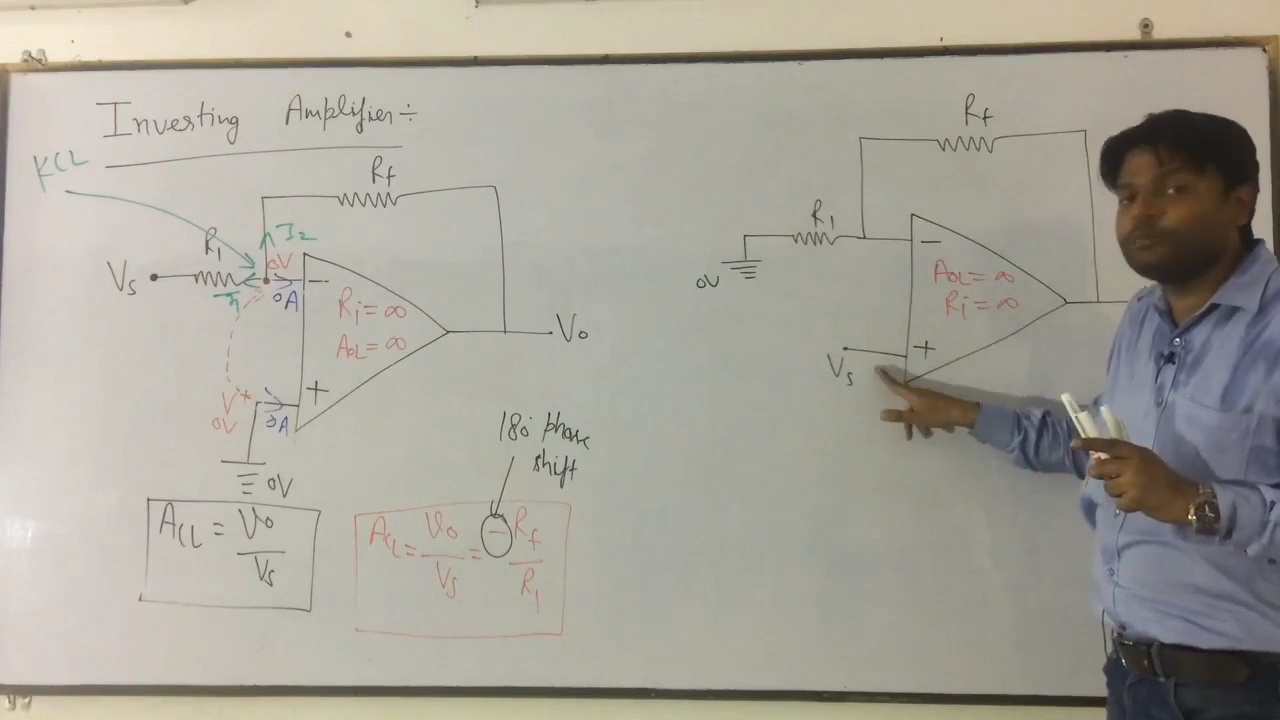 Investing Amplifier ÷
KCL
Rf
I2
R1
0V
Vs
I1
0A
−
Ri = ∞
AOL = ∞
Vo
V+
0V
0A
+
0V
180° phase
shift
ACL = Vo
Vs
ACL = Vo = − Rf
Vs R1
Rf
R1
0V
−
AOL = ∞
Ri = ∞
+
Vs